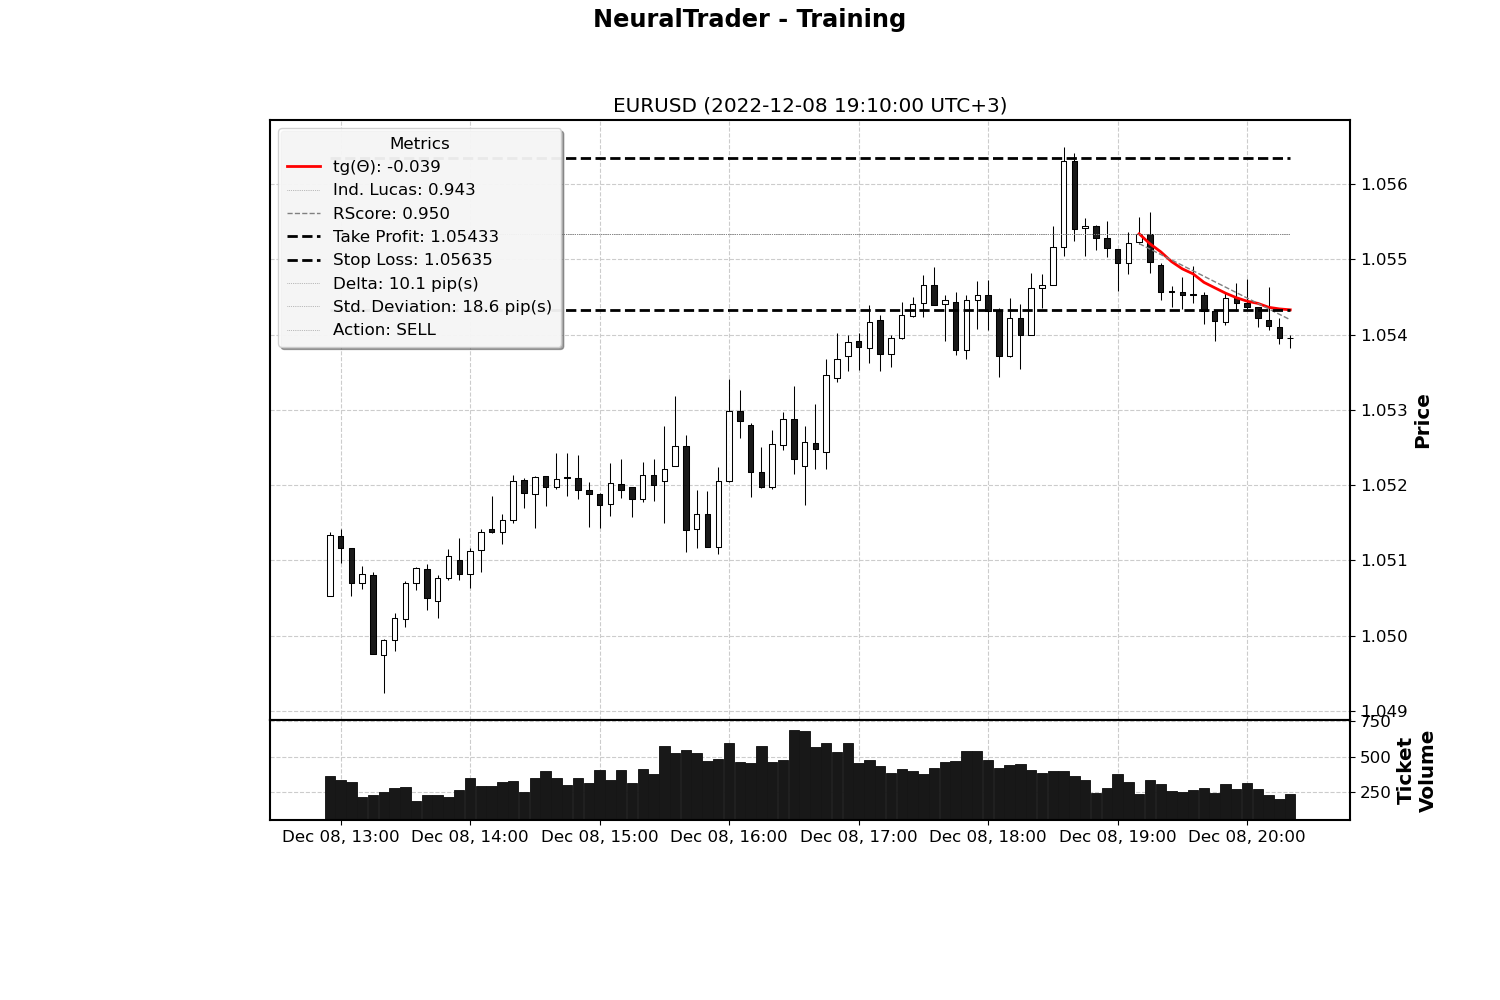 NeuralTrader - Training
EURUSD (2022-12-08 19:10:00 UTC+3)
Metrics
tg(Θ): -0.039
Ind. Lucas: 0.943
RScore: 0.950
Take Profit: 1.05433
Stop Loss: 1.05635
Delta: 10.1 pip(s)
Std. Deviation: 18.6 pip(s)
Action: SELL
1.056
1.055
1.054
1.053
1.052
1.051
1.050
1.049
Price
750
500
250
Ticket
Volume
Dec 08, 13:00 Dec 08, 14:00 Dec 08, 15:00 Dec 08, 16:00 Dec 08, 17:00 Dec 08, 18:00 Dec 08, 19:00 Dec 08, 20:00